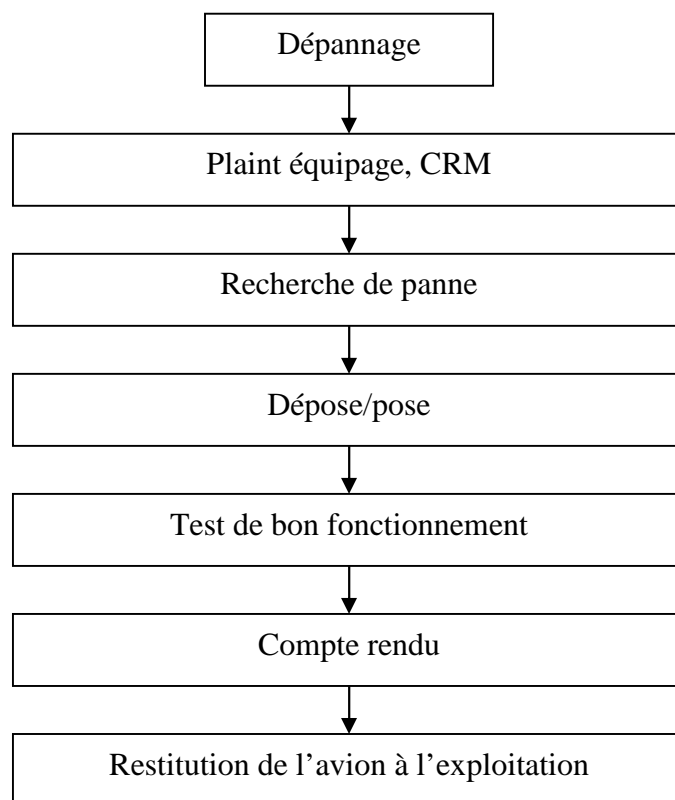 Dépannage
Plaint équipage, CRM
Recherche de panne
Dépose/pose
Test de bon fonctionnement
Compte rendu
Restitution de l’avion à l’exploitation